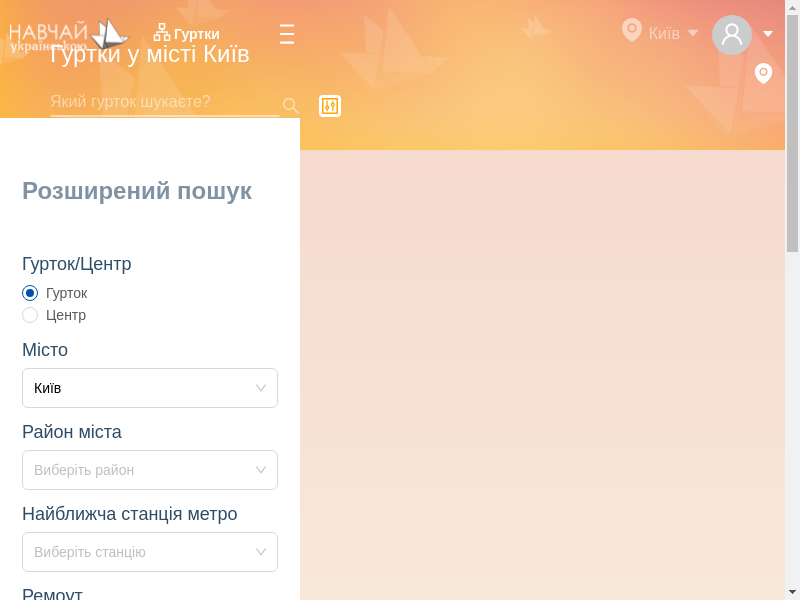 НАВЧАЙ
українською
Гуртки
Київ
Гуртки у місті Київ
Який гурток шукаєте?
Розширений пошук
Гурток/Центр
Гурток
Центр
Місто
Київ
Район міста
Виберіть район
Найближча станція метро
Виберіть станцію
Ремоут